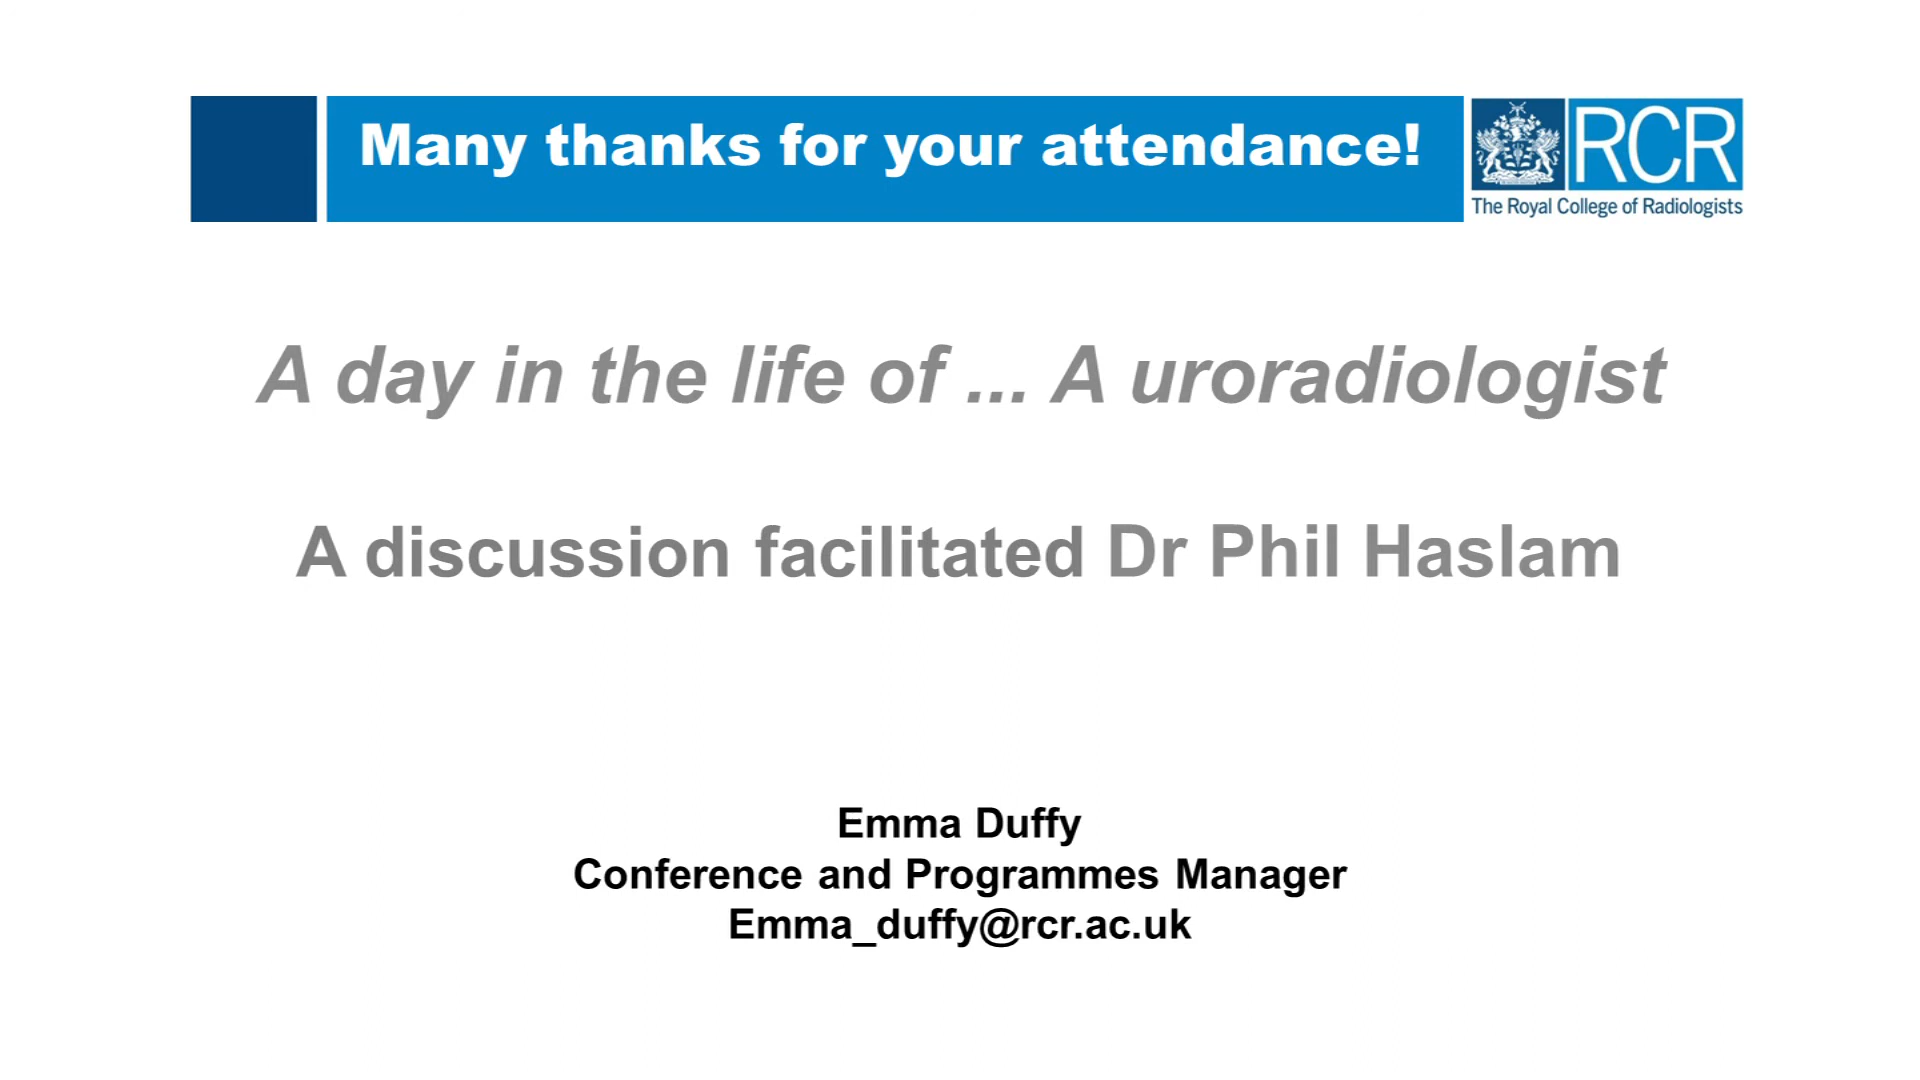 Many thanks for your attendance!
RCR
The Royal College of Radiologists
A day in the life of ... A uroradiologist
A discussion facilitated Dr Phil Haslam
Emma Duffy
Conference and Programmes Manager
Emma_duffy@rcr.ac.uk